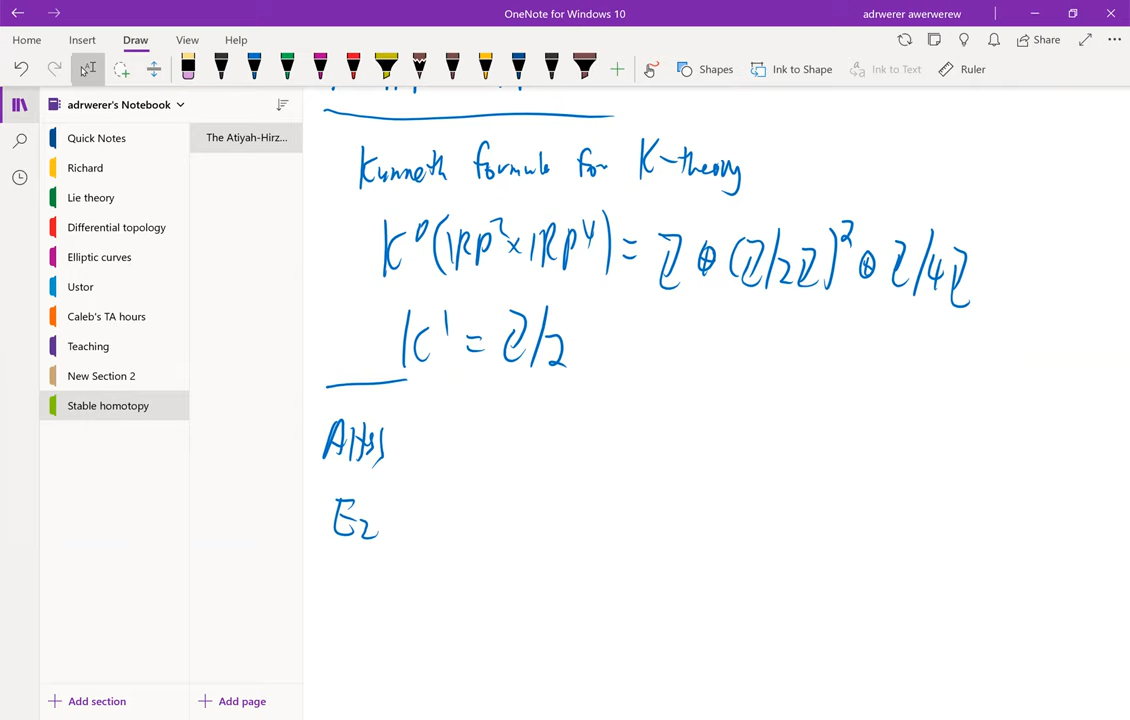 OneNote for Windows 10
adrwerer awerwerew
Home
Insert
Draw
View
Help
Share
Shapes
Ink to Shape
Ink to Text
Ruler
adrwerer's Notebook
The Atiyah-Hirz...
Quick Notes
Richard
Lie theory
Differential topology
Elliptic curves
Ustor
Caleb's TA hours
Teaching
New Section 2
Stable homotopy
Add section
Add page
Kunneth formula for K-theory
K⁰(RP²×RP⁴) = Z ⊕ (Z/2Z)² ⊕ Z/4Z
K¹ = Z/2
AHSS
E₂